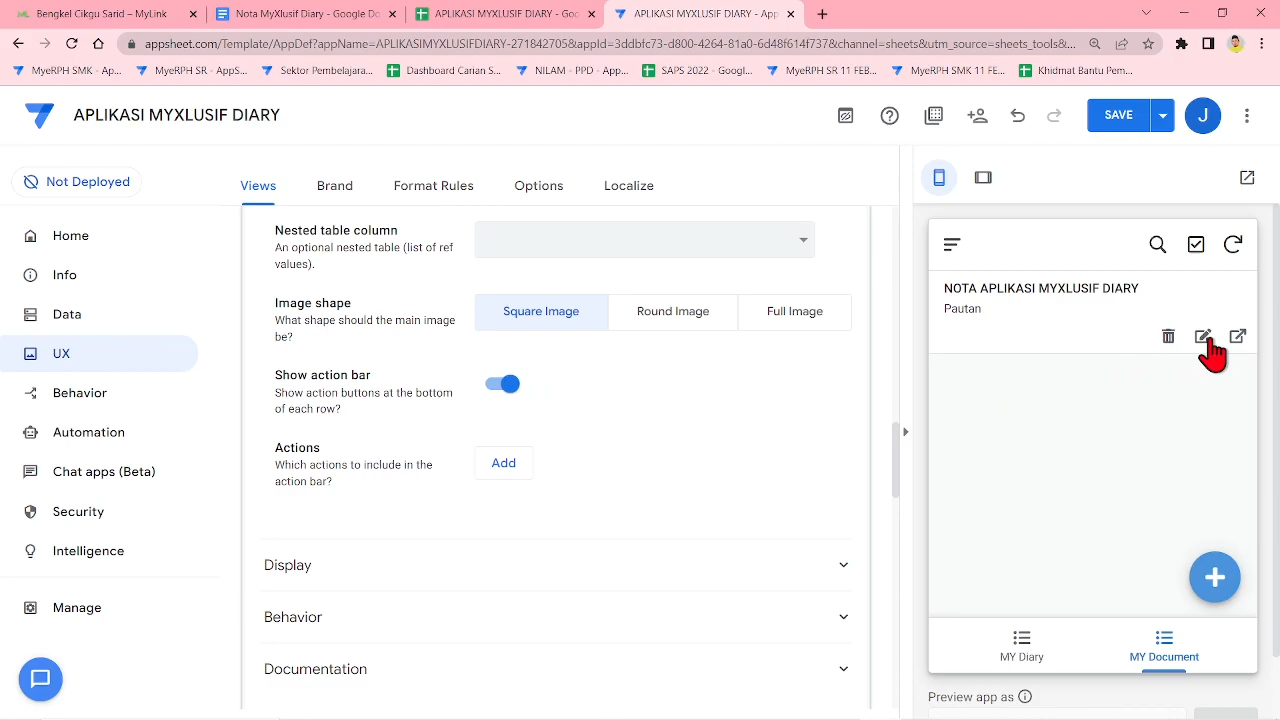 Bengkel Cikgu Sarid – MyLink
Nota MyXlusif Diary - Google Do
APLIKASI MYXLUSIF DIARY - Goo
APLIKASI MYXLUSIF DIARY - App
appsheet.com/Template/AppDef?appName=APLIKASIMYXLUSIFDIARY-271842705&appId=3ddbfc73-d800-4264-81a0-6d48f614f737&channel=sheets&utm_source=sheets_tools&...
MyeRPH SMK - Ap...
MyeRPH SR - AppS...
Sektor Pembelajara...
Dashboard Carian S...
NILAM - PPD - App...
SAPS 2022 - Googl...
MyeRPH SR 11 FEB...
MyeRPH SMK 11 FE...
Khidmat Bantu Pem...
APLIKASI MYXLUSIF DIARY
SAVE
J
Not Deployed
Views
Brand
Format Rules
Options
Localize
Home
Info
Data
UX
Behavior
Automation
Chat apps (Beta)
Security
Intelligence
Manage
Nested table column
An optional nested table (list of ref
values).
Image shape
What shape should the main image
be?
Square Image
Round Image
Full Image
Show action bar
Show action buttons at the bottom
of each row?
Actions
Which actions to include in the
action bar?
Add
Display
Behavior
Documentation
NOTA APLIKASI MYXLUSIF DIARY
Pautan
MY Diary
MY Document
Preview app as